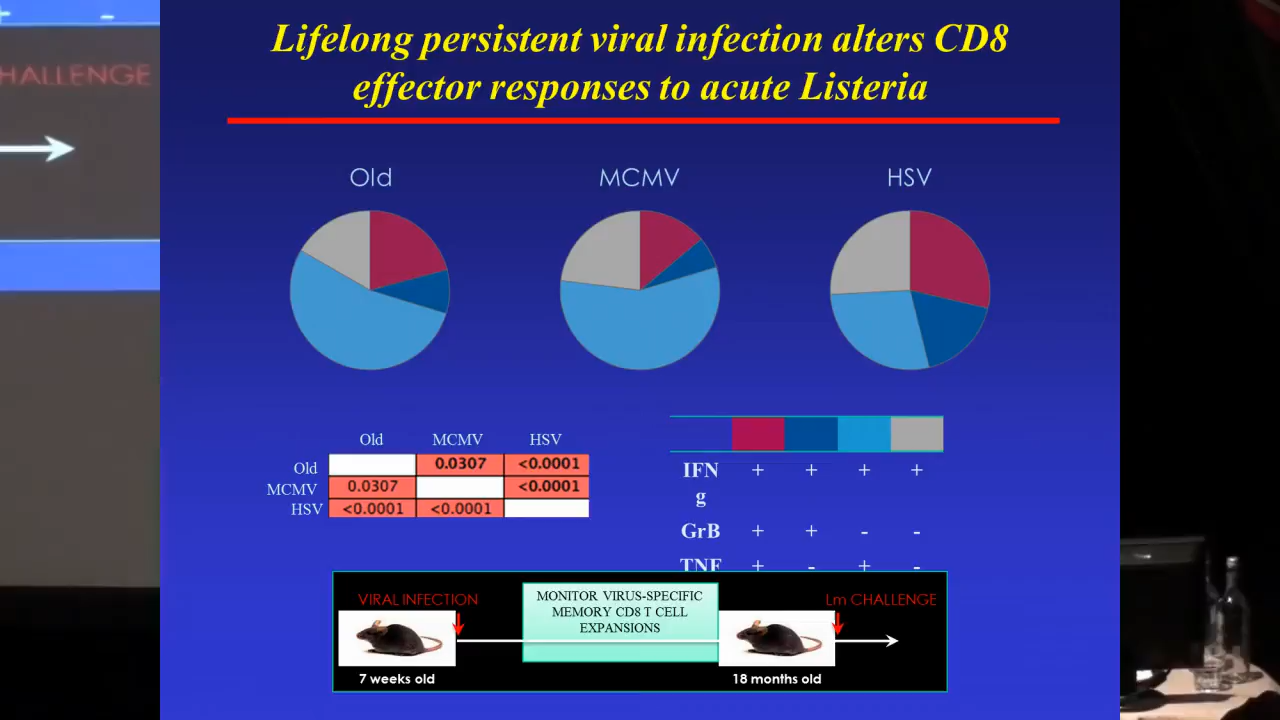 + -
HALLENGE
Lifelong persistent viral infection alters CD8
effector responses to acute Listeria
Old MCMV HSV
Old MCMV HSV
Old 0.0307 <0.0001
MCMV 0.0307 <0.0001
HSV <0.0001 <0.0001
IFN + + + +
g
GrB + + - -
TNF + - + -
VIRAL INFECTION
MONITOR VIRUS-SPECIFIC
MEMORY CD8 T CELL
EXPANSIONS
Lm CHALLENGE
7 weeks old
18 months old